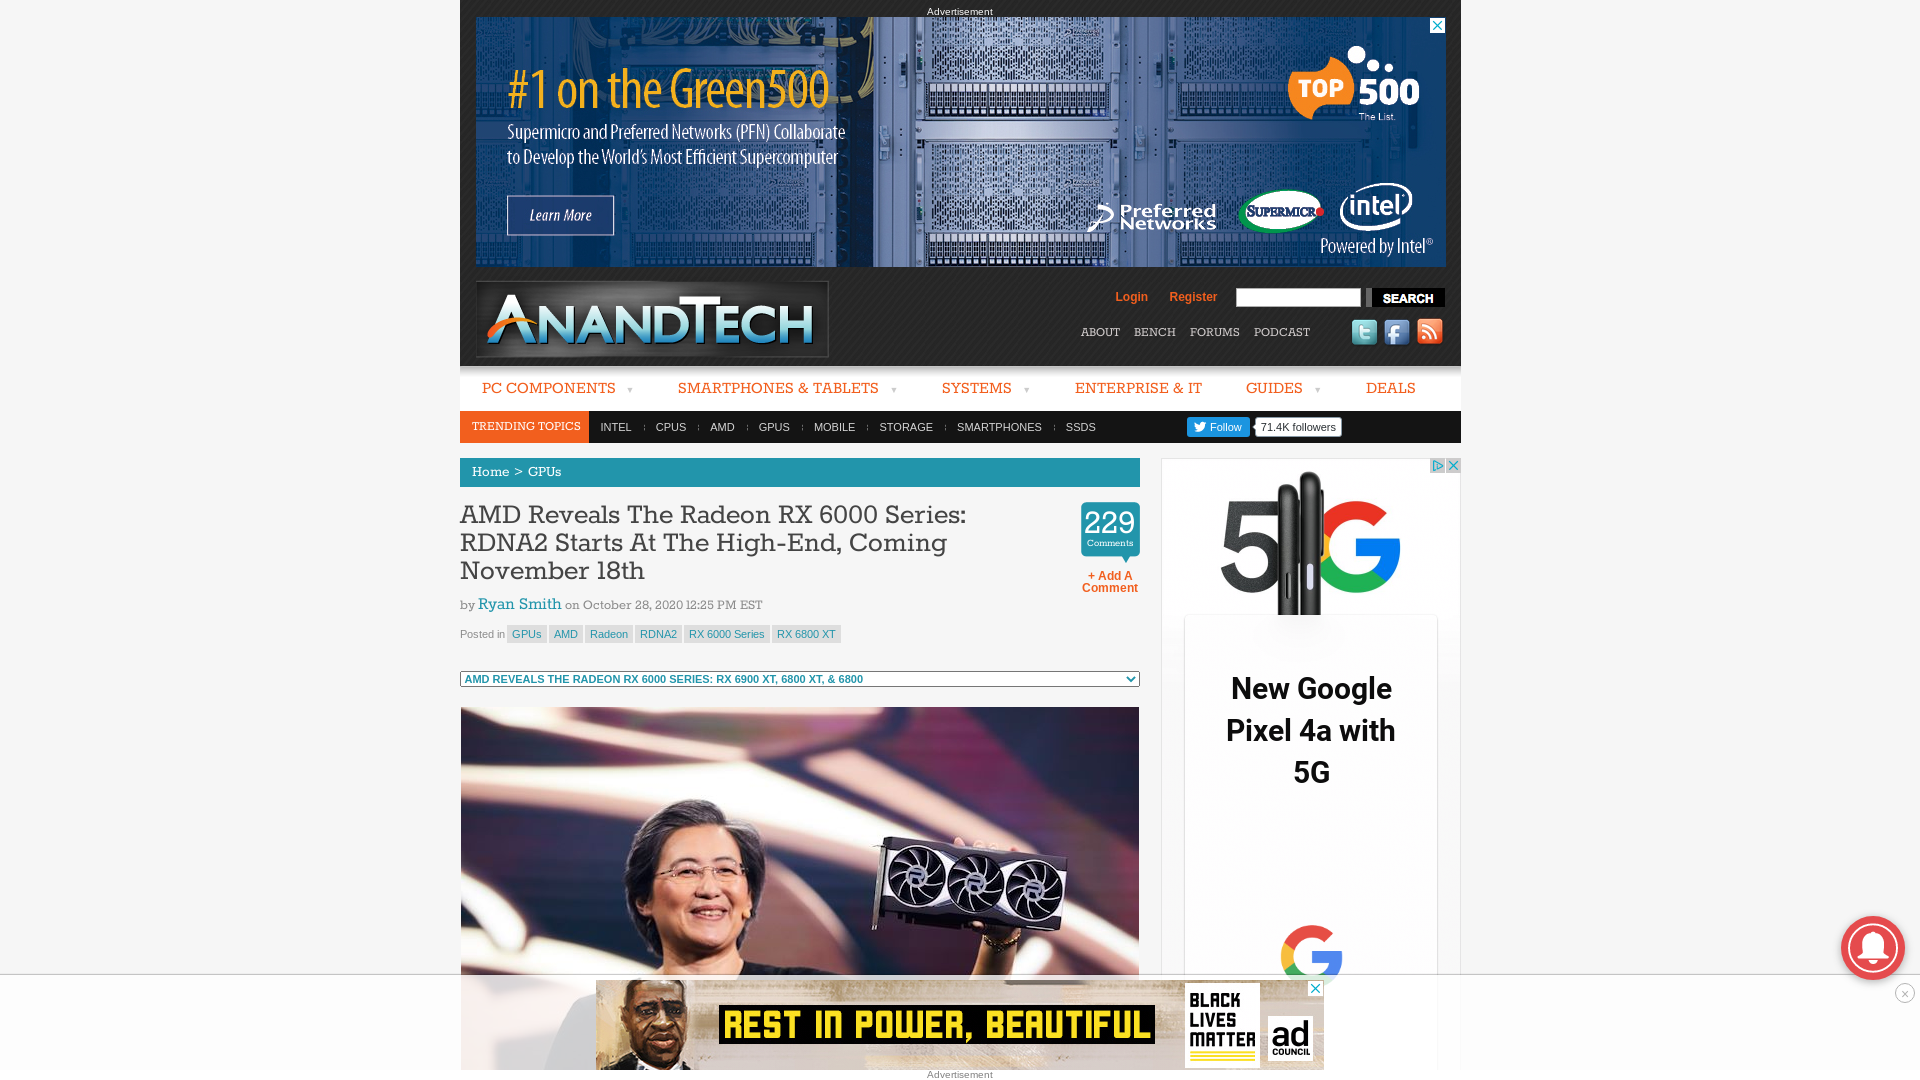 Advertisement
#1 on the Green500
Supermicro and Preferred Networks (PFN) Collaborate
to Develop the World's Most Efficient Supercomputer
Learn More
TOP 500
The List.
Preferred Networks
SUPERMICR
intel
Powered by Intel®
ANANDTECH
Login Register SEARCH
ABOUT BENCH FORUMS PODCAST
PC COMPONENTS ▼ SMARTPHONES & TABLETS ▼ SYSTEMS ▼ ENTERPRISE & IT GUIDES ▼ DEALS
TRENDING TOPICS INTEL CPUS AMD GPUS MOBILE STORAGE SMARTPHONES SSDS Follow 71.4K followers
Home > GPUs
AMD Reveals The Radeon RX 6000 Series:
RDNA2 Starts At The High-End, Coming
November 18th
229
Comments
+ Add A
Comment
by Ryan Smith on October 28, 2020 12:25 PM EST
Posted in GPUs AMD Radeon RDNA2 RX 6000 Series RX 6800 XT
AMD REVEALS THE RADEON RX 6000 SERIES: RX 6900 XT, 6800 XT, & 6800
5G
New Google
Pixel 4a with
5G
REST IN POWER, BEAUTIFUL
BLACK
LIVES
MATTER
ad
COUNCIL
Advertisement